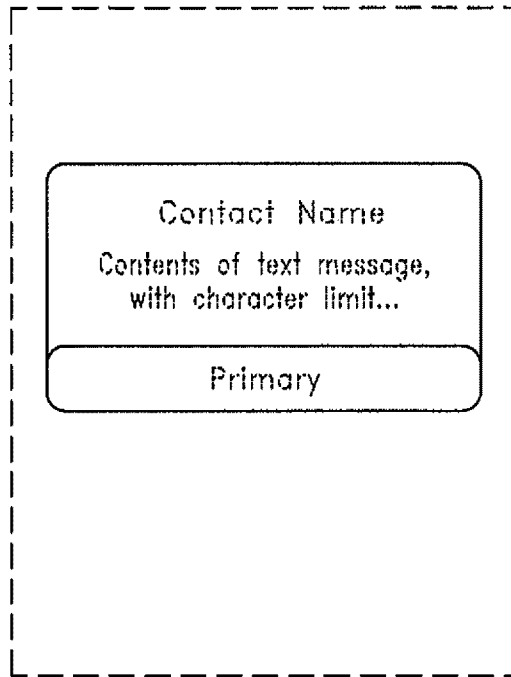 Contact Name
Contents of text message,
with character limit...
Primary